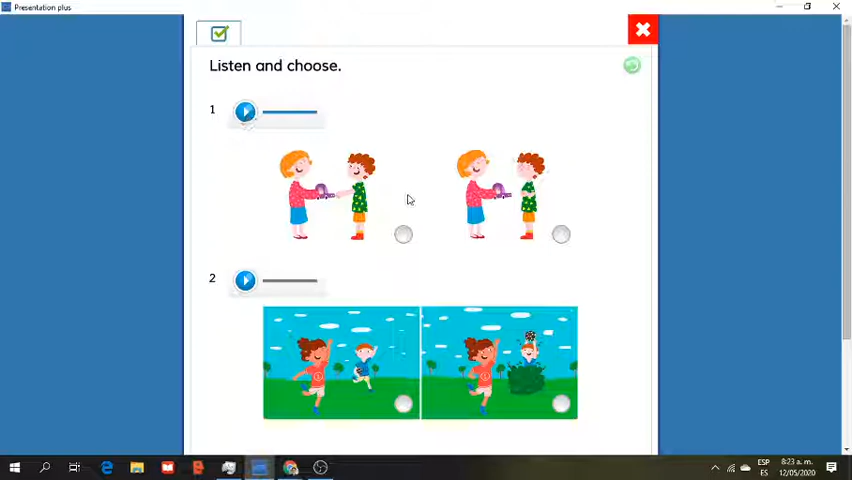 Presentation plus
Listen and choose.
1
2
ESP
ES
8:23 a. m.
12/05/2020